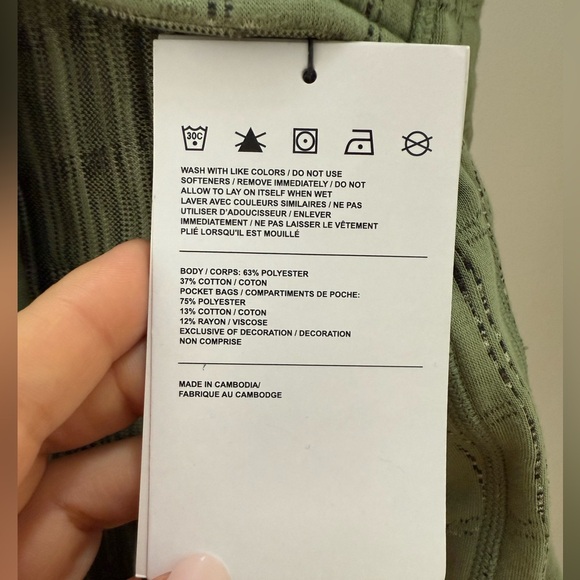 30C
WASH WITH LIKE COLORS / DO NOT USE
SOFTENERS / REMOVE IMMEDIATELY / DO NOT
ALLOW TO LAY ON ITSELF WHEN WET
LAVER AVEC COULEURS SIMILAIRES / NE PAS
UTILISER D'ADOUCISSEUR / ENLEVER
IMMEDIATEMENT / NE PAS LAISSER LE VÊTEMENT
PLIÉ LORSQU'IL EST MOUILLÉ
BODY / CORPS: 63% POLYESTER
37% COTTON / COTON
POCKET BAGS / COMPARTIMENTS DE POCHE:
75% POLYESTER
13% COTTON / COTON
12% RAYON / VISCOSE
EXCLUSIVE OF DECORATION / DECORATION
NON COMPRISE
MADE IN CAMBODIA/
FABRIQUE AU CAMBODGE